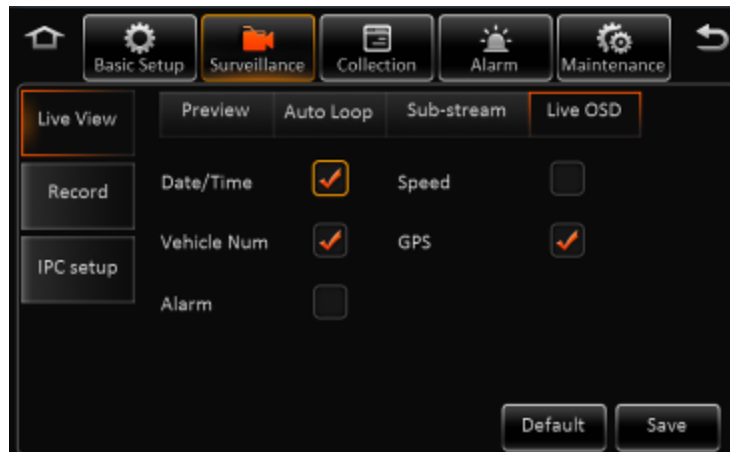 Basic Setup Surveillance Collection Alarm Maintenance
Live View
Record
IPC setup
Preview Auto Loop Sub-stream Live OSD
Date/Time Speed
Vehicle Num GPS
Alarm
Default Save